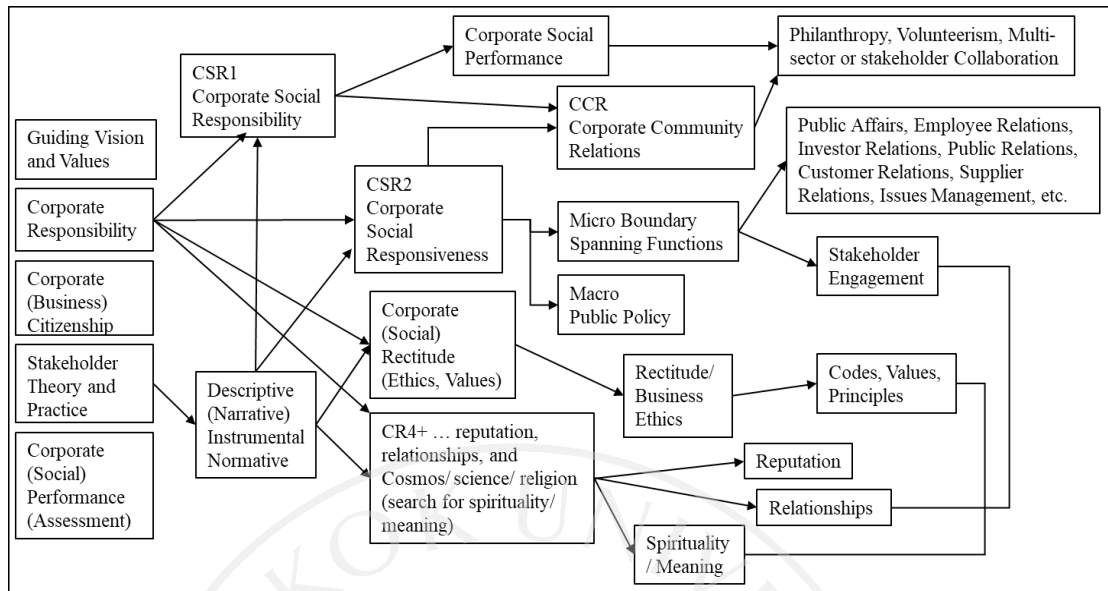 Corporate Social
Performance
Philanthropy, Volunteerism, Multi-
sector or stakeholder Collaboration
CSR1
Corporate Social
Responsibility
CCR
Corporate Community
Relations
Guiding Vision
and Values
Public Affairs, Employee Relations,
Investor Relations, Public Relations,
Customer Relations, Supplier
Relations, Issues Management, etc.
CSR2
Corporate
Social
Responsiveness
Corporate
Responsibility
Micro Boundary
Spanning Functions
Stakeholder
Engagement
Corporate
(Business)
Citizenship
Macro
Public Policy
Corporate
(Social)
Rectitude
(Ethics, Values)
Stakeholder
Theory and
Practice
Descriptive
(Narrative)
Instrumental
Normative
Rectitude/
Business
Ethics
Codes, Values,
Principles
CR4+ … reputation,
relationships, and
Cosmos/ science/ religion
(search for spirituality/
meaning)
Corporate
(Social)
Performance
(Assessment)
Reputation
Relationships
Spirituality
/ Meaning
KOK UNIV